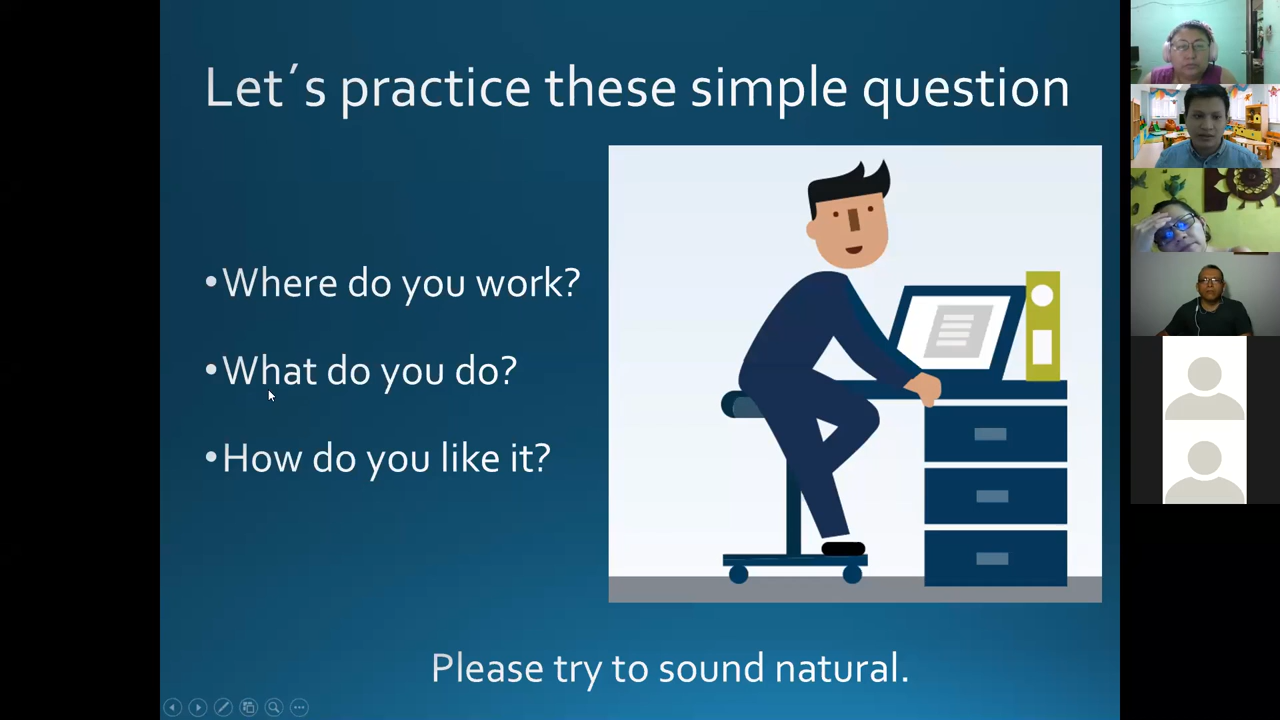 Let´s practice these simple question
•Where do you work?
•What do you do?
•How do you like it?
Please try to sound natural.